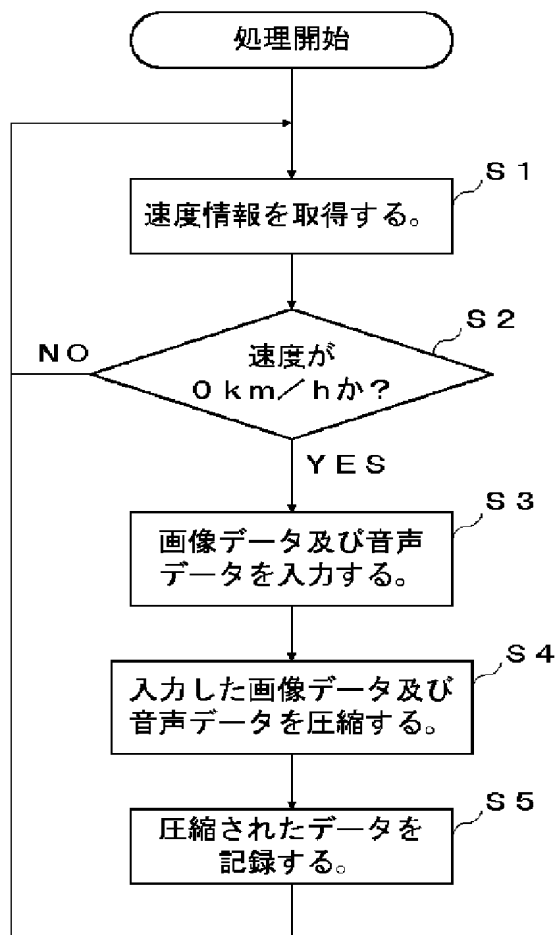 処理開始
S1
速度情報を取得する。
S2
NO
速度が
0km/hか?
YES
S3
画像データ及び音声
データを入力する。
S4
入力した画像データ及び
音声データを圧縮する。
S5
圧縮されたデータを
記録する。